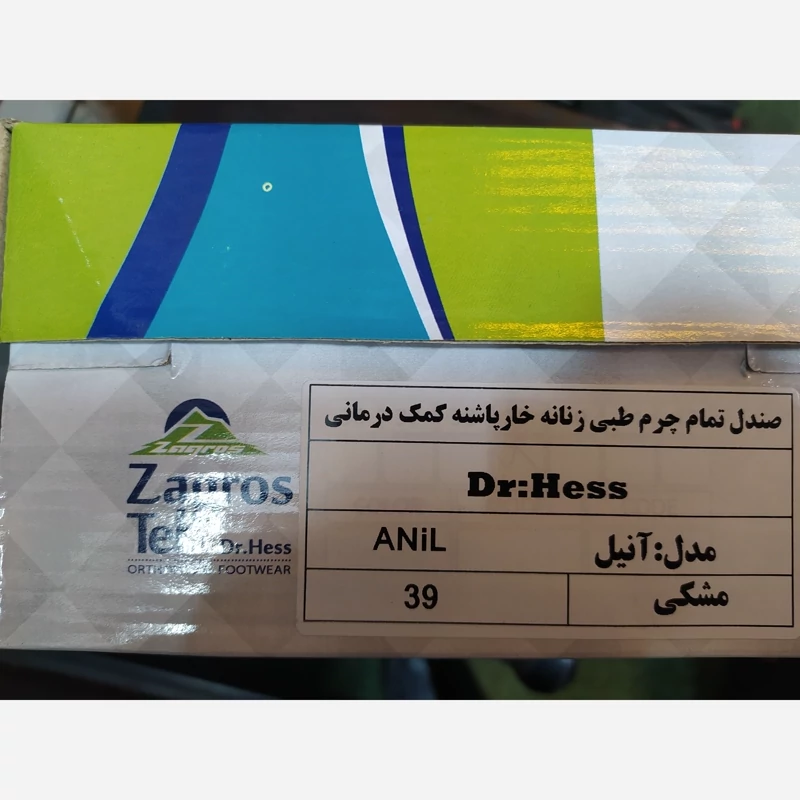 Zagros
Zagros
Dr.Hess
FOOTWEAR
صندل تمام چرم طبی زنانه خارپاشنه کمک درمانی
Dr:Hess
مدل:آنیل ANiL
مشکی 39